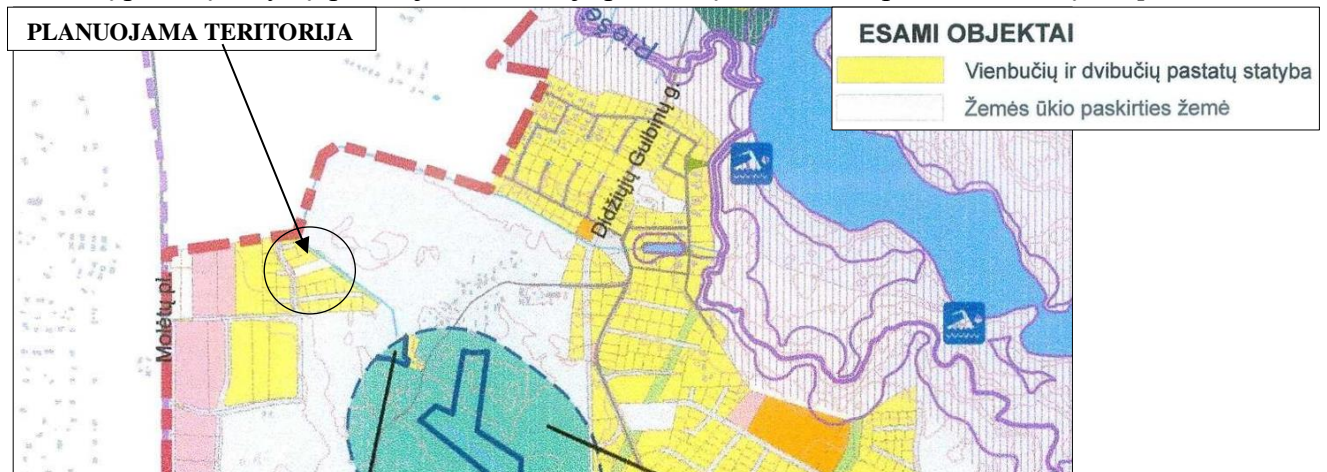 PLANUOJAMA TERITORIJA
ESAMI OBJEKTAI
Vienbučių ir dvibučių pastatų statyba
Žemės ūkio paskirties žemė
Didžiųjų Gulbinų g.
Molėtų pl.